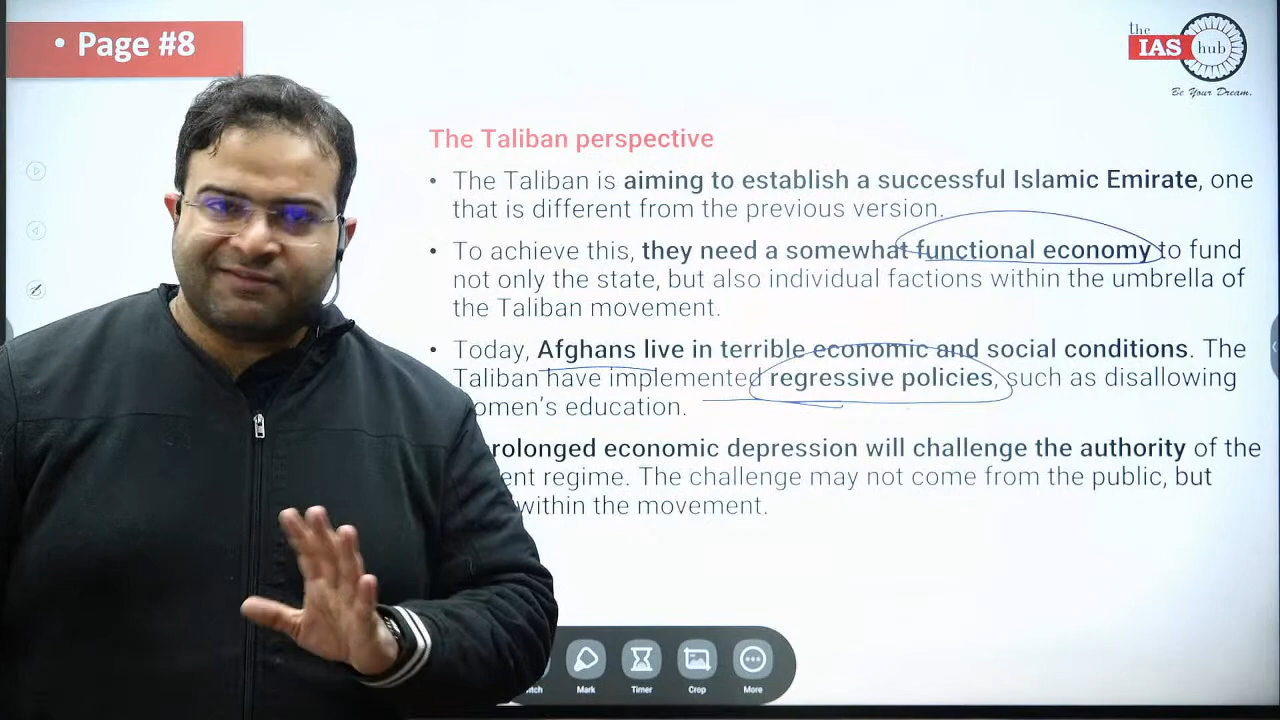 • Page #8
the
IAS hub
Be Your Dream.
The Taliban perspective
• The Taliban is aiming to establish a successful Islamic Emirate, one
that is different from the previous version.
• To achieve this, they need a somewhat functional economy to fund
not only the state, but also individual factions within the umbrella of
the Taliban movement.
• Today, Afghans live in terrible economic and social conditions. The
Taliban have implemented regressive policies, such as disallowing
omen's education.
rolonged economic depression will challenge the authority of the
ent regime. The challenge may not come from the public, but
within the movement.
Mark
Timer
Crop
More